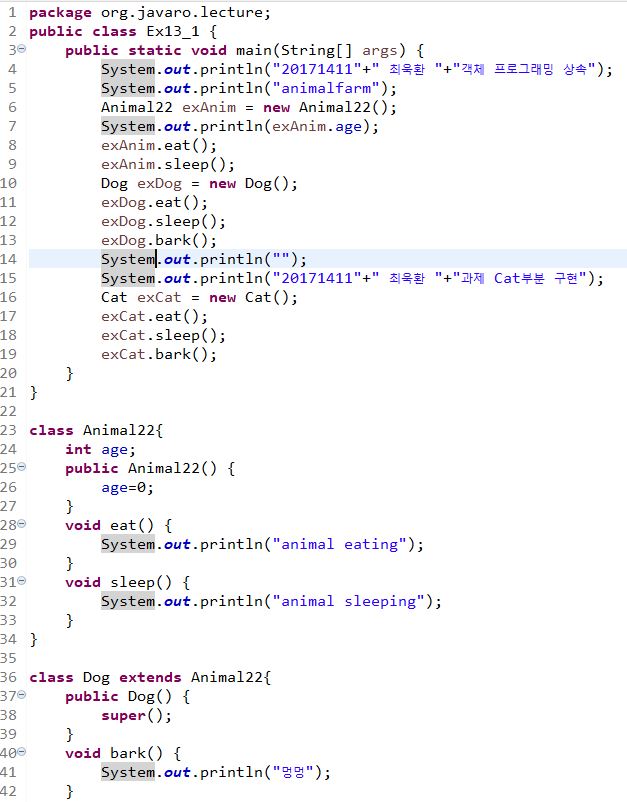 1 package org.javaro.lecture;
2 public class Ex13_1 {
3 public static void main(String[] args) {
4 System.out.println("20171411"+" 최욱환 "+"객체 프로그래밍 상속");
5 System.out.println("animalfarm");
6 Animal22 exAnim = new Animal22();
7 System.out.println(exAnim.age);
8 exAnim.eat();
9 exAnim.sleep();
10 Dog exDog = new Dog();
11 exDog.eat();
12 exDog.sleep();
13 exDog.bark();
14 System.out.println("");
15 System.out.println("20171411"+" 최욱환 "+"과제 Cat부분 구현");
16 Cat exCat = new Cat();
17 exCat.eat();
18 exCat.sleep();
19 exCat.bark();
20 }
21 }
22
23 class Animal22{
24 int age;
25 public Animal22() {
26 age=0;
27 }
28 void eat() {
29 System.out.println("animal eating");
30 }
31 void sleep() {
32 System.out.println("animal sleeping");
33 }
34 }
35
36 class Dog extends Animal22{
37 public Dog() {
38 super();
39 }
40 void bark() {
41 System.out.println("멍멍");
42 }